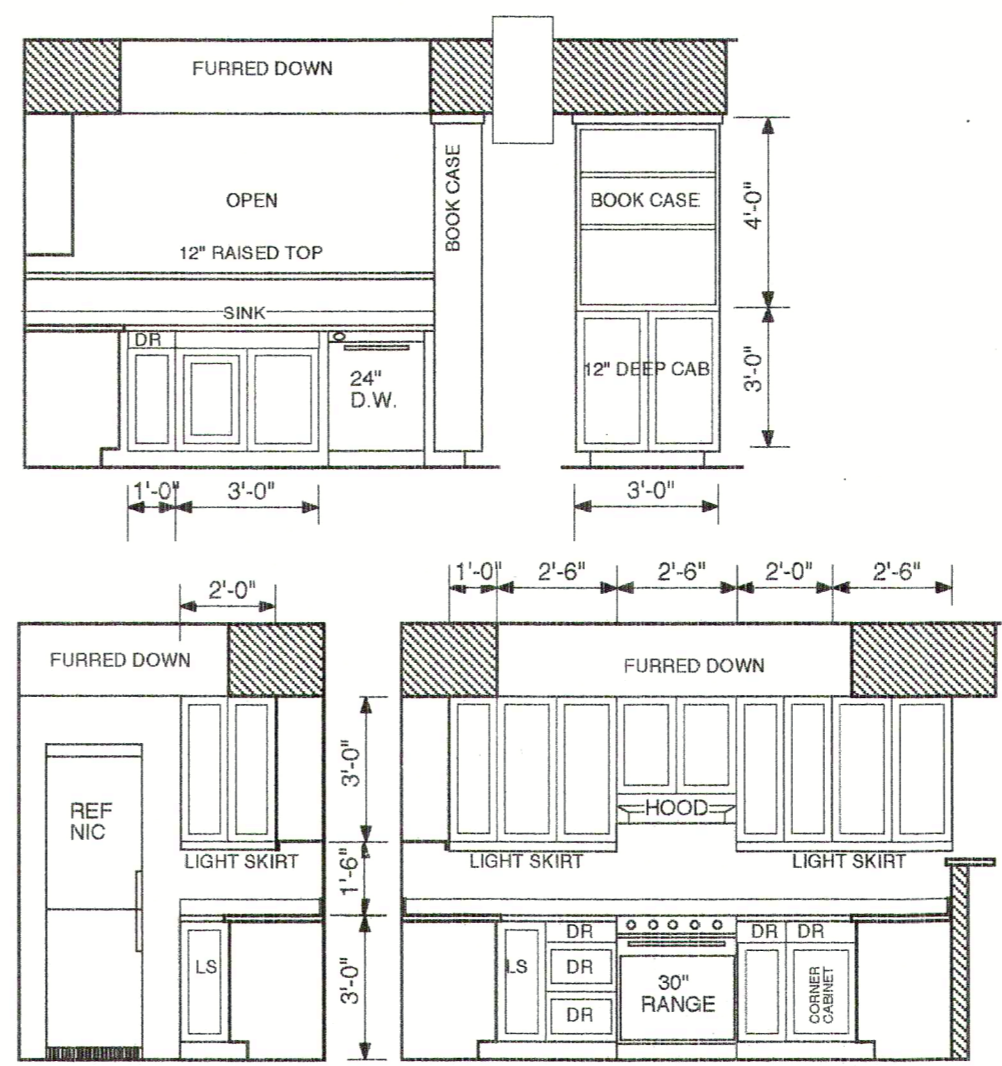 FURRED DOWN
OPEN
12" RAISED TOP
SINK
DR
24"
D.W.
BOOK CASE
BOOK CASE
12" DEEP CAB
4'-0"
3'-0"
1'-0"
3'-0"
3'-0"
2'-0"
FURRED DOWN
REF
NIC
LIGHT SKIRT
LS
3'-0"
1'-6"
3'-0"
1'-0"
2'-6"
2'-6"
2'-0"
2'-6"
FURRED DOWN
HOOD
LIGHT SKIRT
LIGHT SKIRT
LS
DR
DR
DR
30"
RANGE
DR
DR
CORNER
CABINET